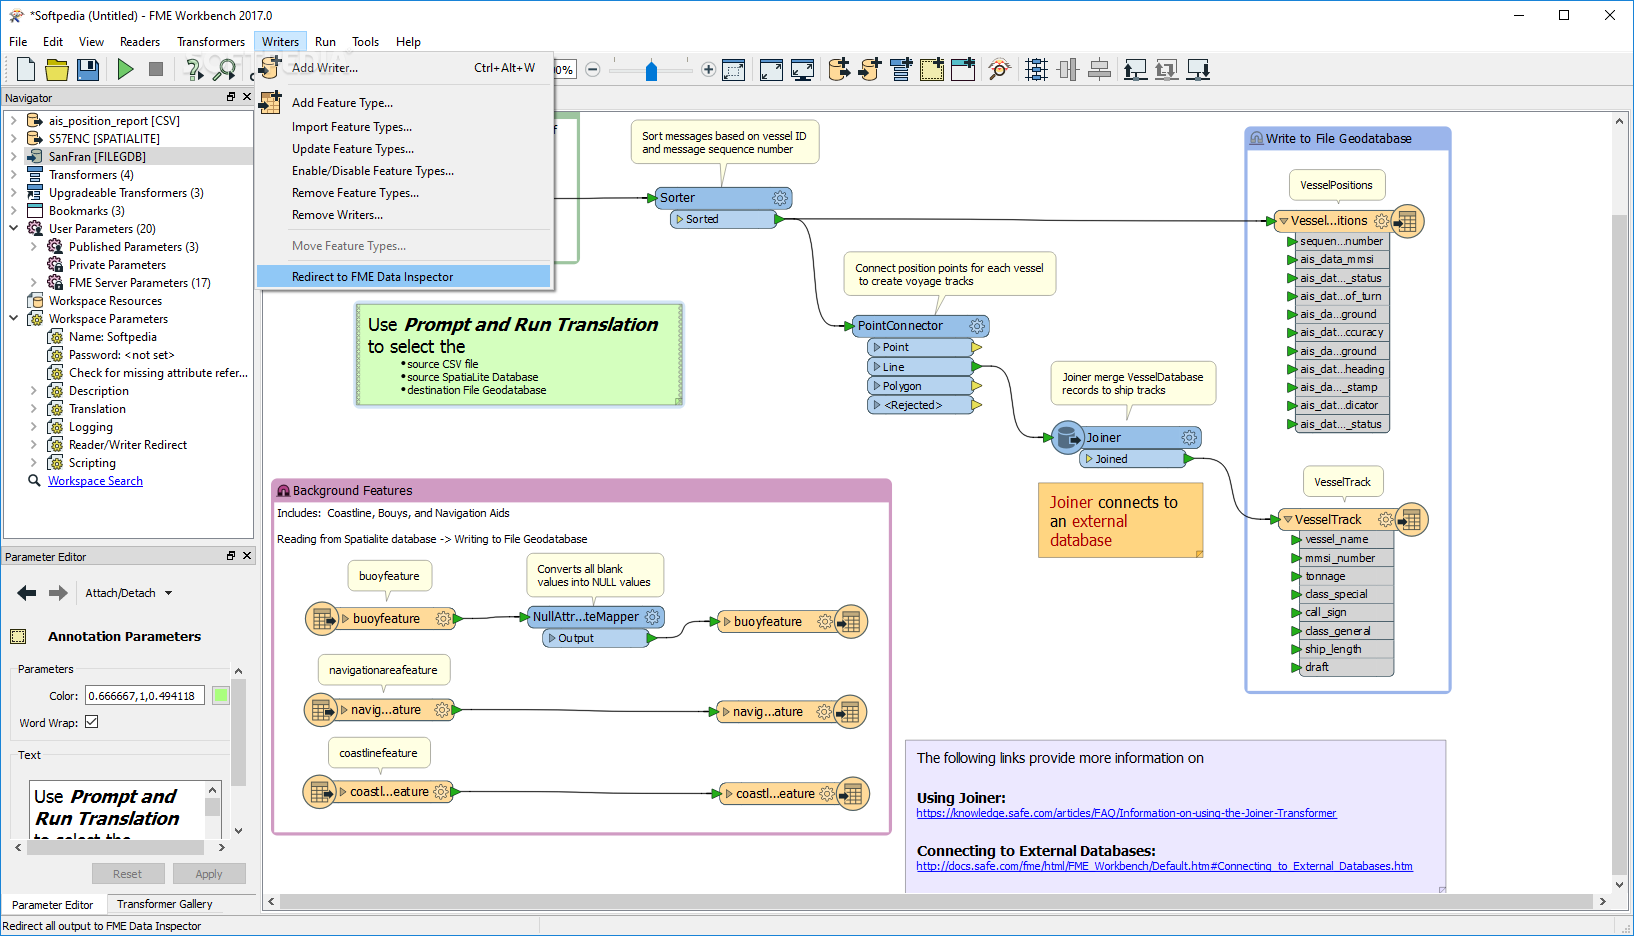 *Softpedia (Untitled) - FME Workbench 2017.0
File Edit View Readers Transformers Writers Run Tools Help
Add Writer... Ctrl+Alt+W
00%
Add Feature Type...
Import Feature Types...
Update Feature Types...
Enable/Disable Feature Types...
Remove Feature Types...
Remove Writers...
Move Feature Types...
Redirect to FME Data Inspector
Navigator
ais_position_report [CSV]
S57ENC [SPATIALITE]
SanFran [FILEGDB]
Transformers (4)
Upgradeable Transformers (3)
Bookmarks (3)
User Parameters (20)
Published Parameters (3)
Private Parameters
FME Server Parameters (17)
Workspace Resources
Workspace Parameters
Name: Softpedia
Password: <not set>
Check for missing attribute refer...
Description
Translation
Logging
Reader/Writer Redirect
Scripting
Workspace Search
Parameter Editor
Attach/Detach
Annotation Parameters
Parameters
Color: 0.666667,1,0.494118
Word Wrap:
Text
Use Prompt and
Run Translation
to select the
Reset Apply
Parameter Editor Transformer Gallery
Redirect all output to FME Data Inspector
f
Sort messages based on vessel ID
and message sequence number
Sorter
Sorted
Connect position points for each vessel
to create voyage tracks
PointConnector
Point
Line
Polygon
<Rejected>
Use Prompt and Run Translation
to select the
•source CSV file
•source SpatiaLite Database
•destination File Geodatabase
Joiner merge VesselDatabase
records to ship tracks
Joiner
Joined
Joiner connects to
an external
database
Write to File Geodatabase
VesselPositions
Vessel...itions
sequen...number
ais_data_mmsi
ais_dat..._status
ais_dat...of_turn
ais_da...ground
ais_dat...ccuracy
ais_da...ground
ais_dat...heading
ais_da..._stamp
ais_dat...dicator
ais_dat..._status
VesselTrack
VesselTrack
vessel_name
mmsi_number
tonnage
class_special
call_sign
class_general
ship_length
draft
Background Features
Includes: Coastline, Bouys, and Navigation Aids
Reading from Spatialite database -> Writing to File Geodatabase
buoyfeature
Converts all blank
values into NULL values
buoyfeature
NullAttr...teMapper
Output
buoyfeature
navigationareafeature
navig...ature
navig...ature
coastlinefeature
coastl...eature
coastl...eature
The following links provide more information on
Using Joiner:
https://knowledge.safe.com/articles/FAQ/Information-on-using-the-Joiner-Transformer
Connecting to External Databases:
http://docs.safe.com/fme/html/FME_Workbench/Default.htm#Connecting_to_External_Databases.htm